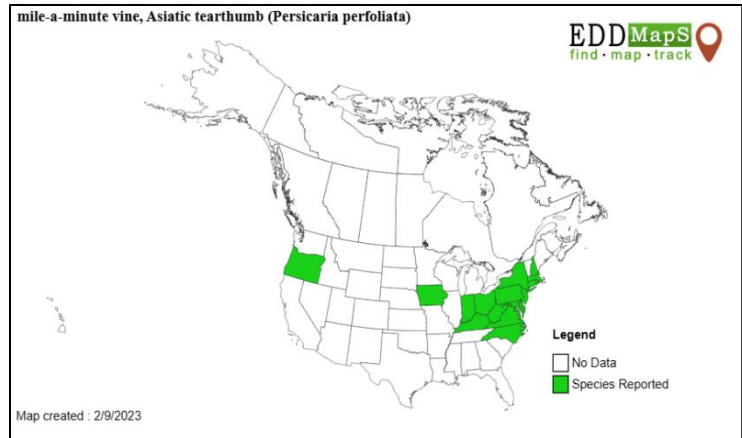 mile-a-minute vine, Asiatic tearthumb (Persicaria perfoliata)
EDDMapS
find · map · track
Legend
No Data
Species Reported
Map created : 2/9/2023